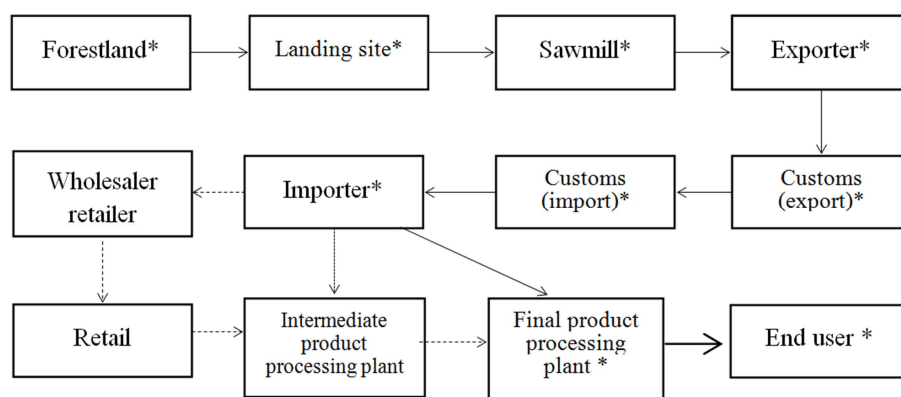 Forestland*
Landing site*
Sawmill*
Exporter*
Wholesaler
retailer
Importer*
Customs
(import)*
Customs
(export)*
Retail
Intermediate
product
processing plant
Final product
processing
plant *
End user *